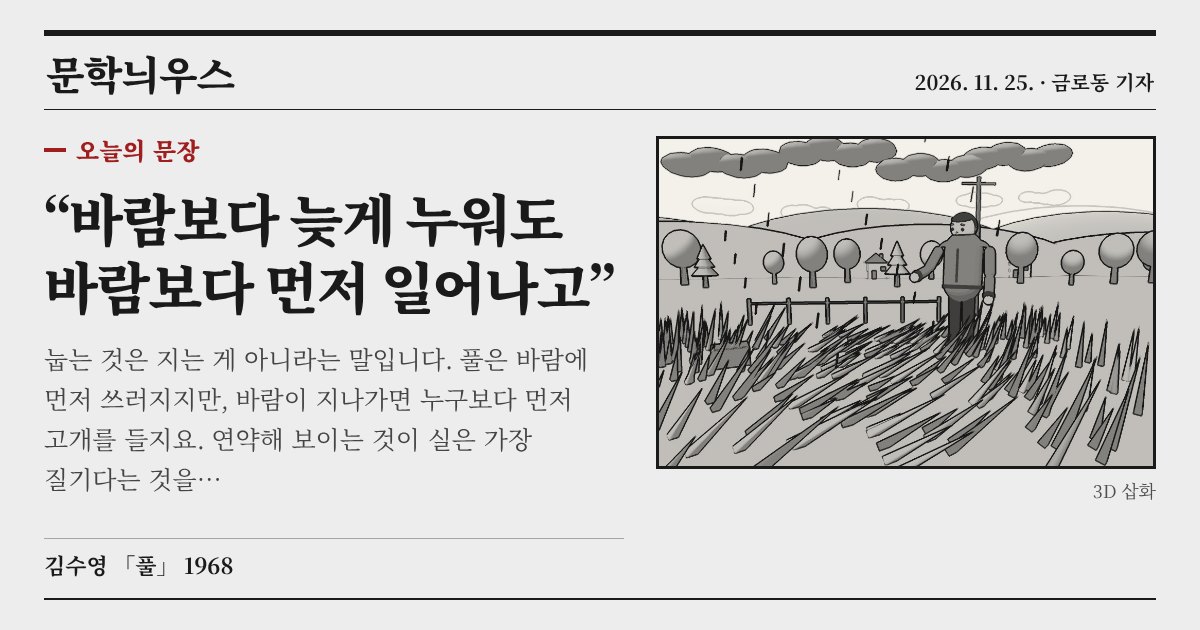 문학늬우스
2026. 11. 25. · 금로동 기자
오늘의 문장
“바람보다 늦게 누워도
바람보다 먼저 일어나고”
눕는 것은 지는 게 아니라는 말입니다. 풀은 바람에
먼저 쓰러지지만, 바람이 지나가면 누구보다 먼저
고개를 들지요. 연약해 보이는 것이 실은 가장
질기다는 것을…
3D 삽화
김수영 「풀」 1968